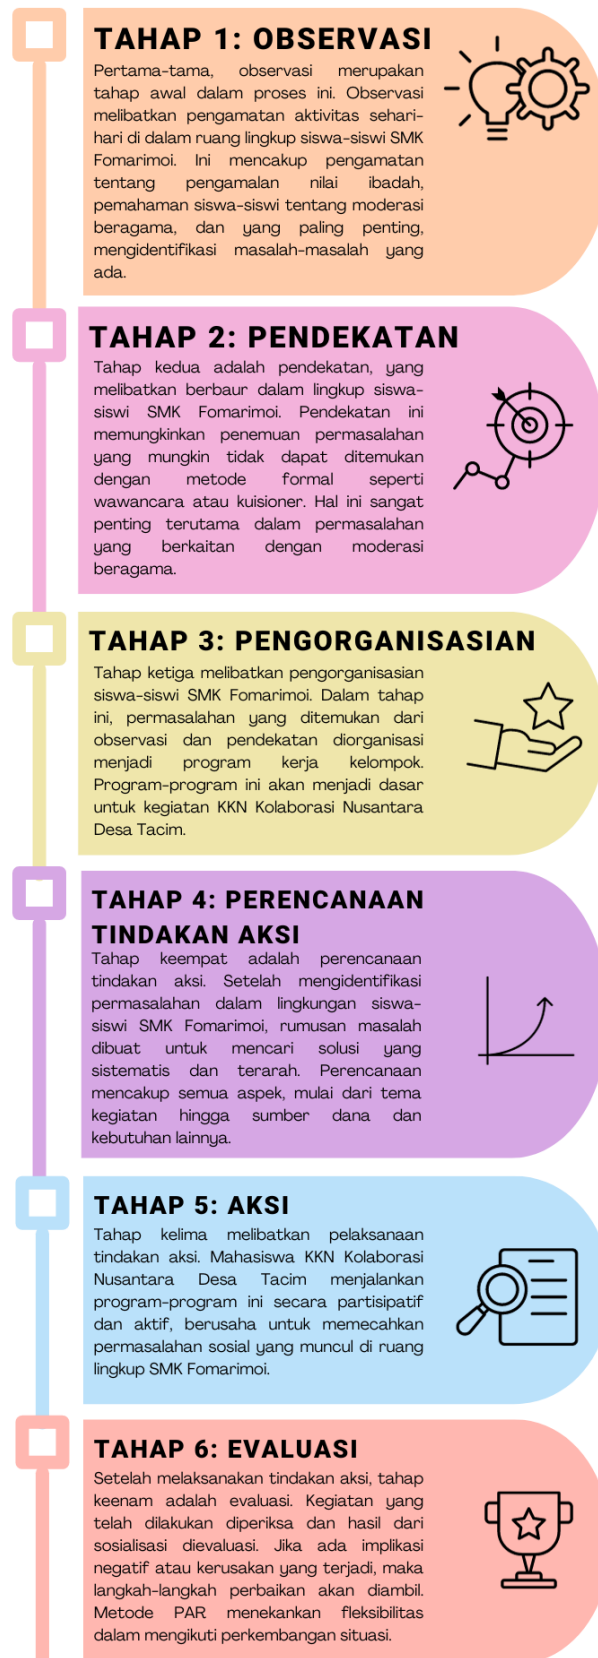 TAHAP 1: OBSERVASI
Pertama-tama, observasi merupakan
tahap awal dalam proses ini. Observasi
melibatkan pengamatan aktivitas sehari-
hari di dalam ruang lingkup siswa-siswi SMK
Fomarimoi. Ini mencakup pengamatan
tentang pengamalan nilai ibadah,
pemahaman siswa-siswi tentang moderasi
beragama, dan yang paling penting,
mengidentifikasi masalah-masalah yang
ada.
TAHAP 2: PENDEKATAN
Tahap kedua adalah pendekatan, yang
melibatkan berbaur dalam lingkup siswa-
siswi SMK Fomarimoi. Pendekatan ini
memungkinkan penemuan permasalahan
yang mungkin tidak dapat ditemukan
dengan metode formal seperti
wawancara atau kuisioner. Hal ini sangat
penting terutama dalam permasalahan
yang berkaitan dengan moderasi
beragama.
TAHAP 3: PENGORGANISASIAN
Tahap ketiga melibatkan pengorganisasian
siswa-siswi SMK Fomarimoi. Dalam tahap
ini, permasalahan yang ditemukan dari
observasi dan pendekatan diorganisasi
menjadi program kerja kelompok.
Program-program ini akan menjadi dasar
untuk kegiatan KKN Kolaborasi Nusantara
Desa Tacim.
TAHAP 4: PERENCANAAN
TINDAKAN AKSI
Tahap keempat adalah perencanaan
tindakan aksi. Setelah mengidentifikasi
permasalahan dalam lingkungan siswa-
siswi SMK Fomarimoi, rumusan masalah
dibuat untuk mencari solusi yang
sistematis dan terarah. Perencanaan
mencakup semua aspek, mulai dari tema
kegiatan hingga sumber dana dan
kebutuhan lainnya.
TAHAP 5: AKSI
Tahap kelima melibatkan pelaksanaan
tindakan aksi. Mahasiswa KKN Kolaborasi
Nusantara Desa Tacim menjalankan
program-program ini secara partisipatif
dan aktif, berusaha untuk memecahkan
permasalahan sosial yang muncul di ruang
lingkup SMK Fomarimoi.
TAHAP 6: EVALUASI
Setelah melaksanakan tindakan aksi, tahap
keenam adalah evaluasi. Kegiatan yang
telah dilakukan diperiksa dan hasil dari
sosialisasi dievaluasi. Jika ada implikasi
negatif atau kerusakan yang terjadi, maka
langkah-langkah perbaikan akan diambil.
Metode PAR menekankan fleksibilitas
dalam mengikuti perkembangan situasi.